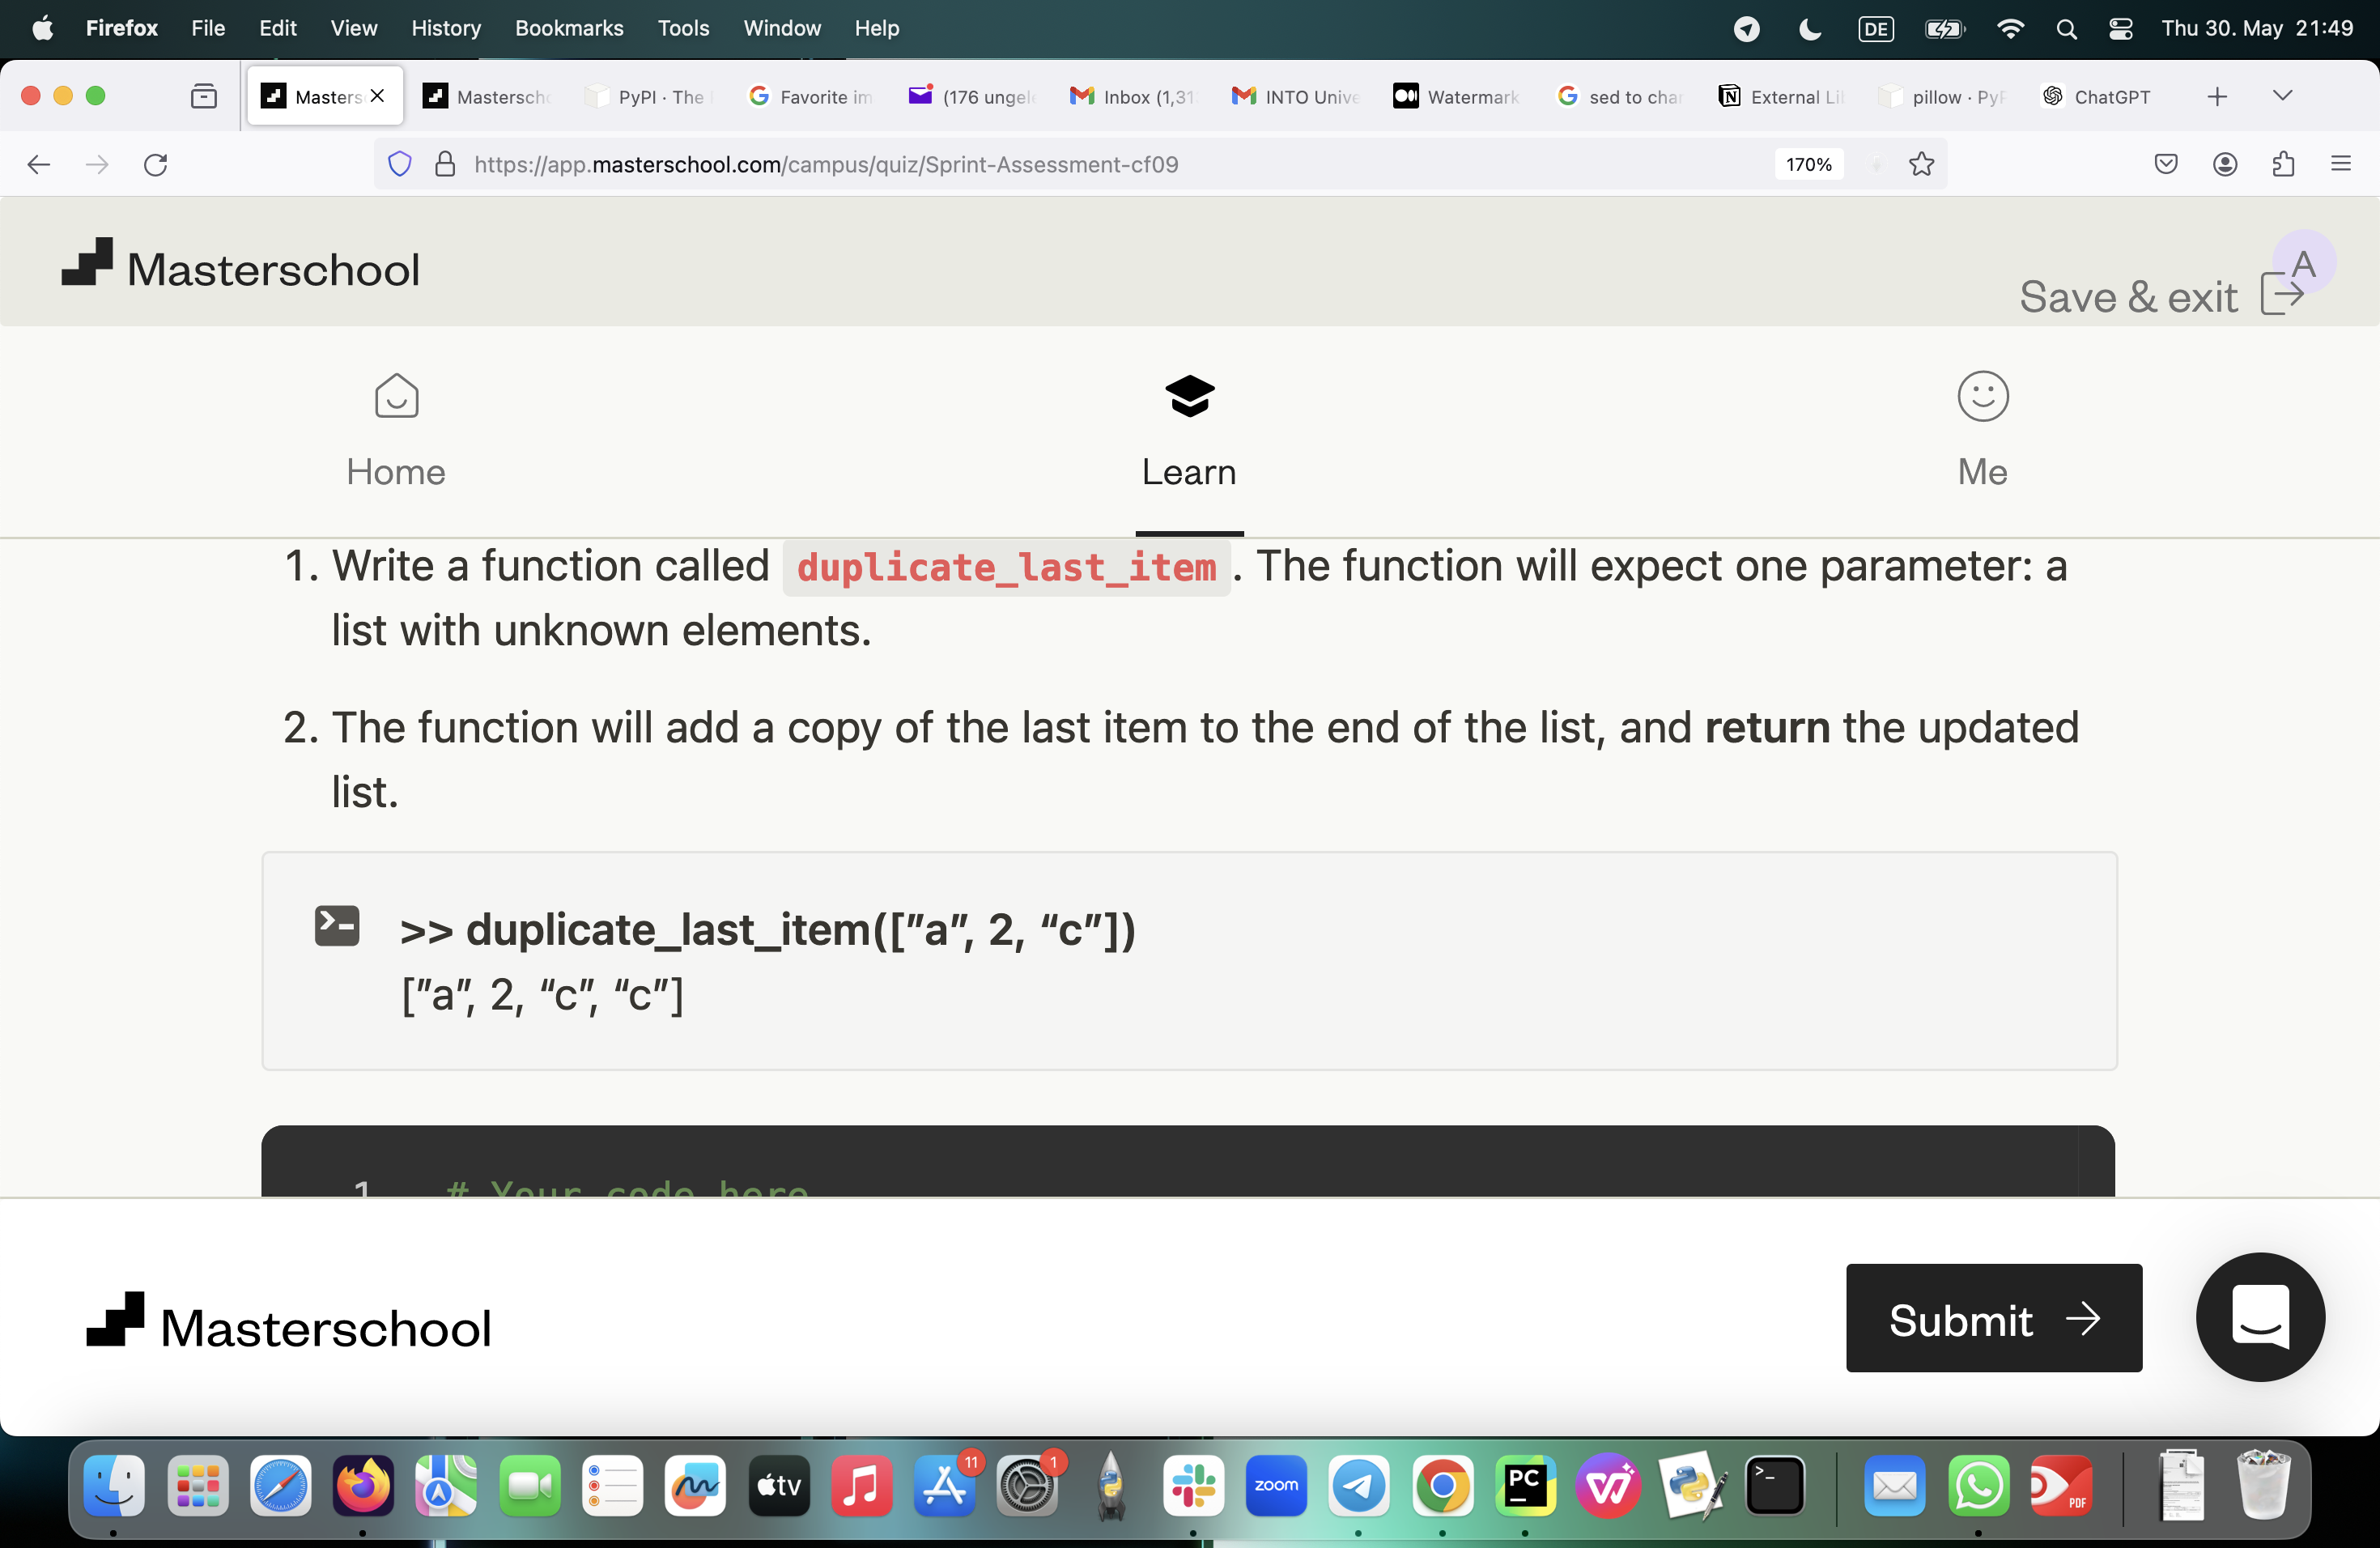 Firefox File Edit View History Bookmarks Tools Window Help DE Thu 30. May 21:49
Masters Masterscho PyPI · The Favorite im (176 ungele Inbox (1,31 INTO Unive Watermark sed to char External Lil pillow · PyP ChatGPT
https://app.masterschool.com/campus/quiz/Sprint-Assessment-cf09 170%
Masterschool
A
Save & exit
Home Learn Me
1. Write a function called duplicate_last_item . The function will expect one parameter: a
list with unknown elements.
2. The function will add a copy of the last item to the end of the list, and return the updated
list.
>> duplicate_last_item([”a”, 2, “c”])
[”a”, 2, “c”, “c”]
1 # Your code here
Masterschool
Submit
11 1
tv zoom PC PDF